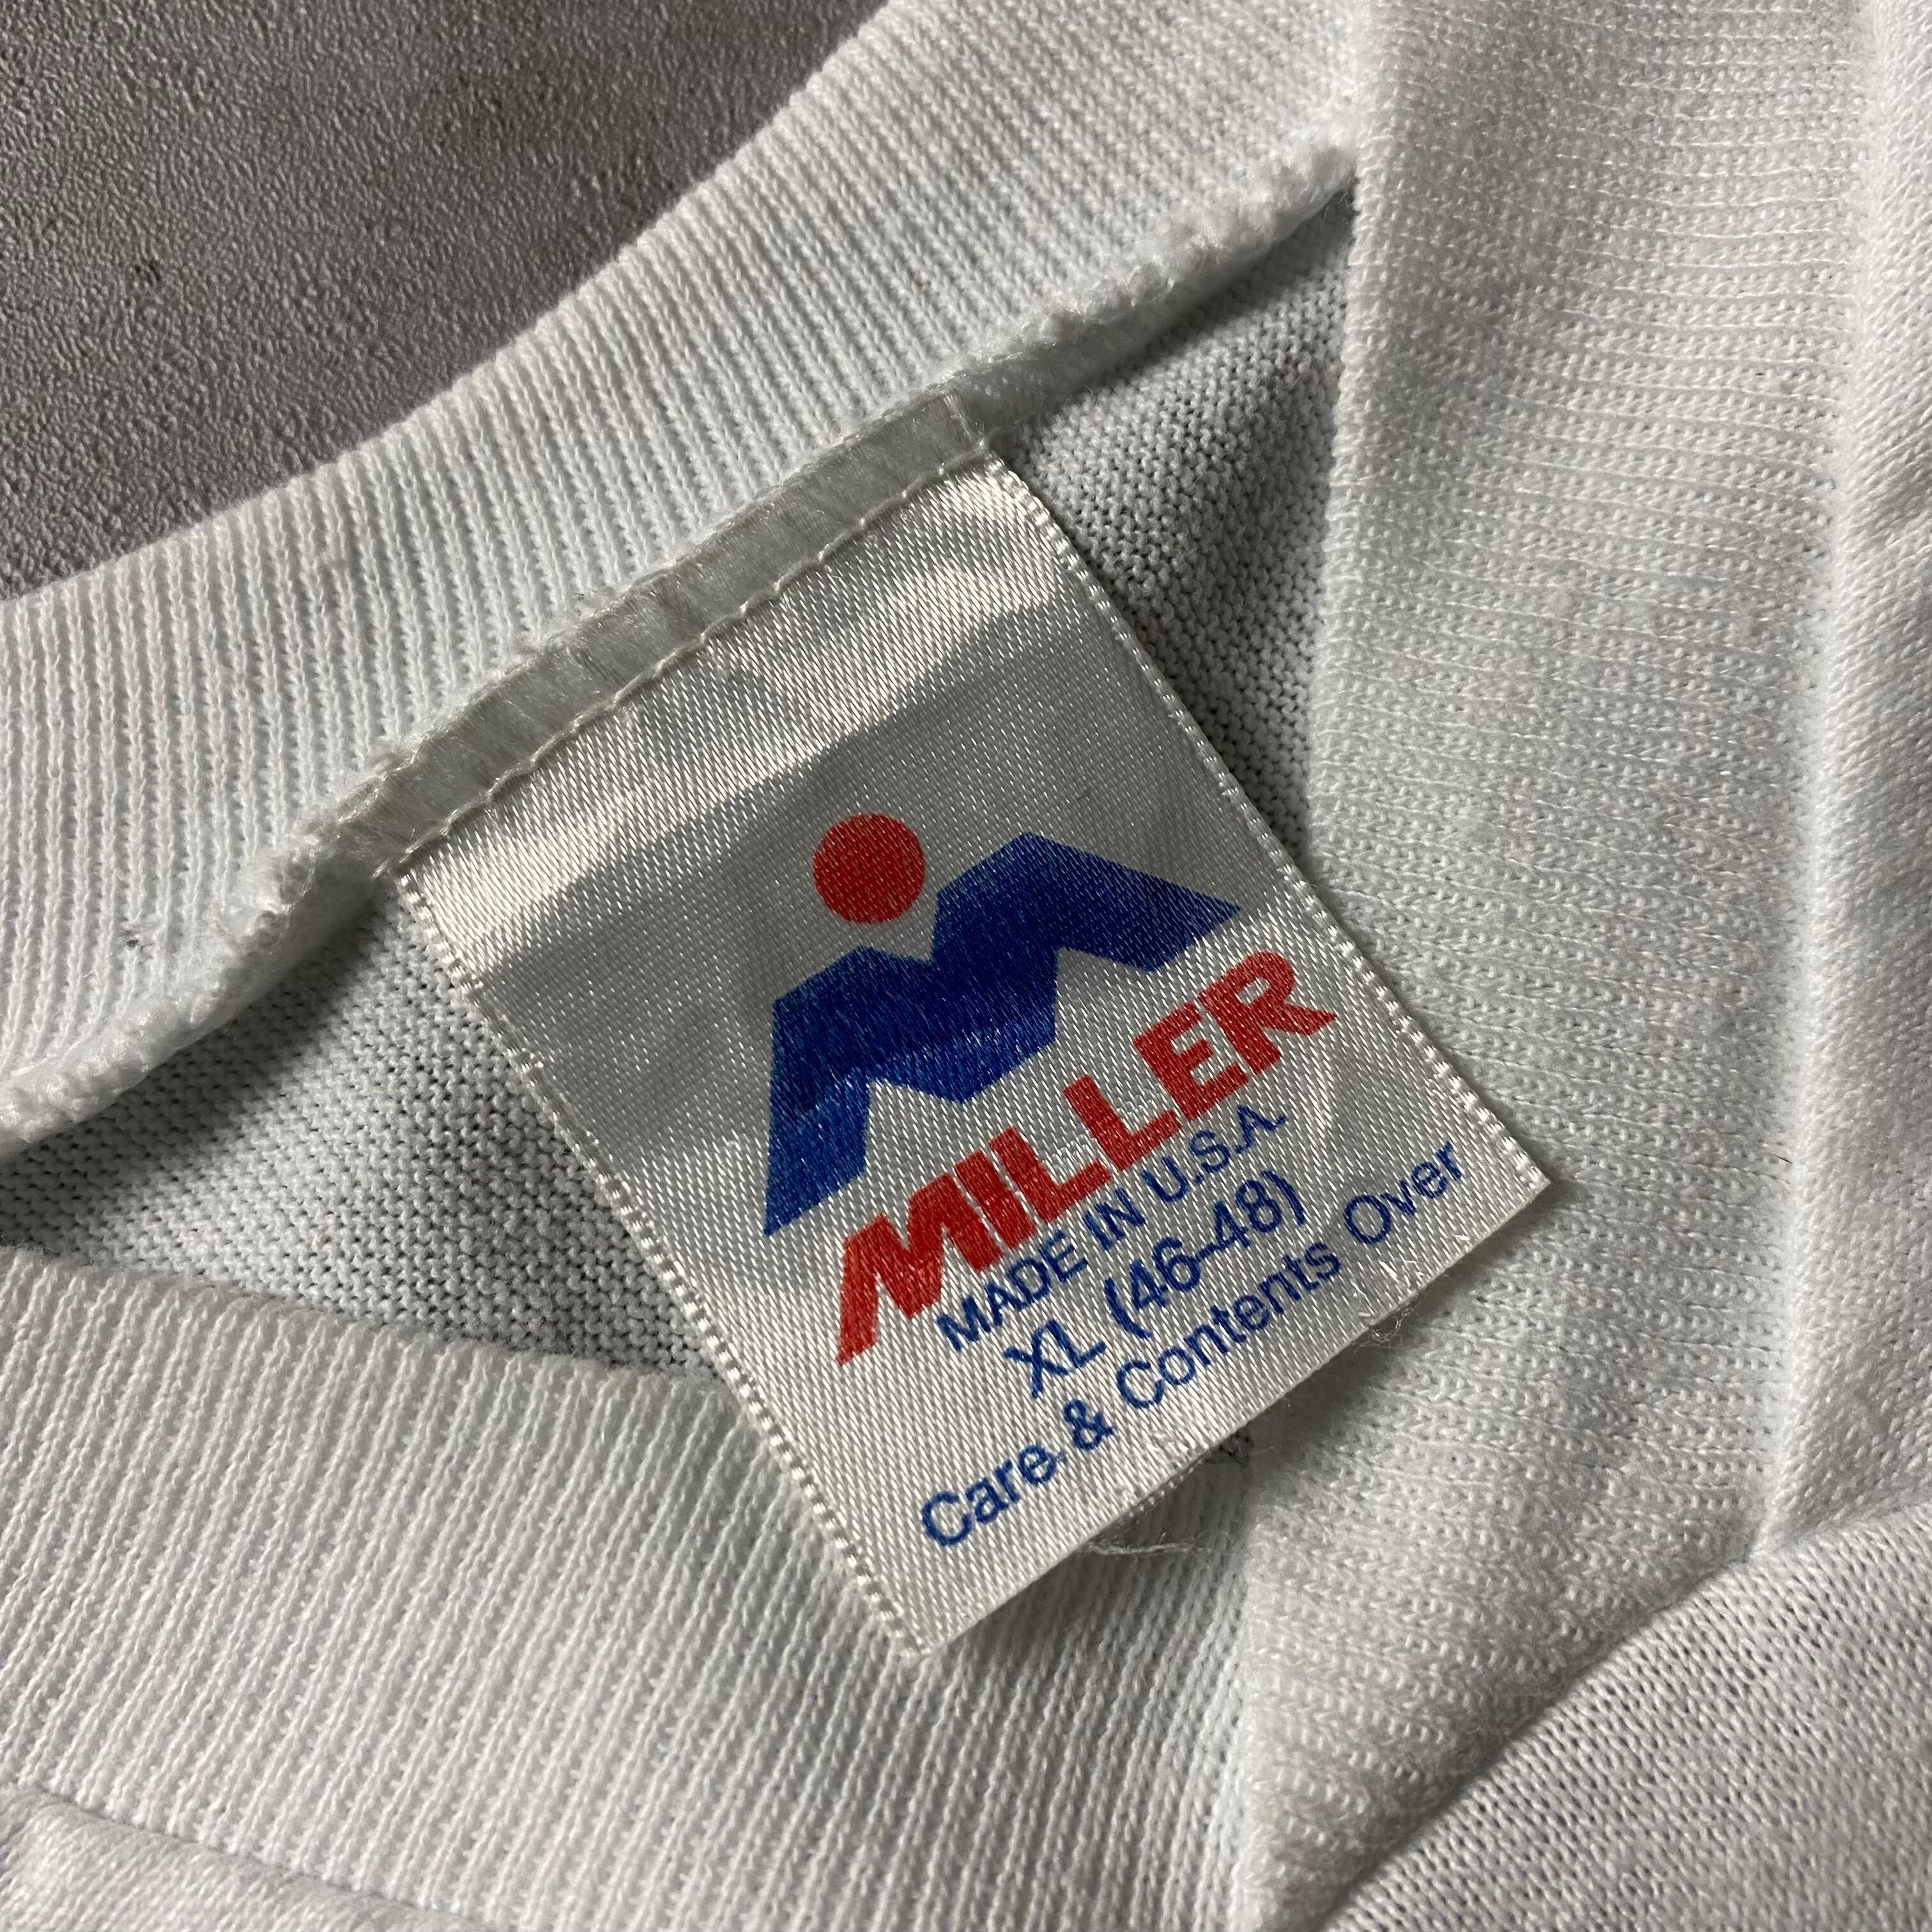 MILLER
MADE IN U.S.A.
XL (46-48)
Care & Contents Over